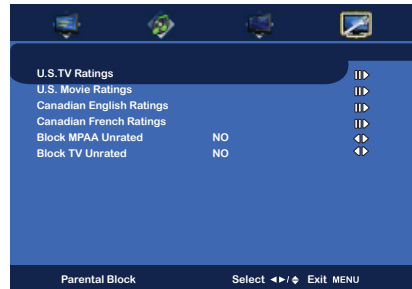 U.S.TV Ratings
U.S. Movie Ratings
Canadian English Ratings
Canadian French Ratings
Block MPAA Unrated NO
Block TV Unrated NO
Parental Block Select ◄►/♦ Exit MENU